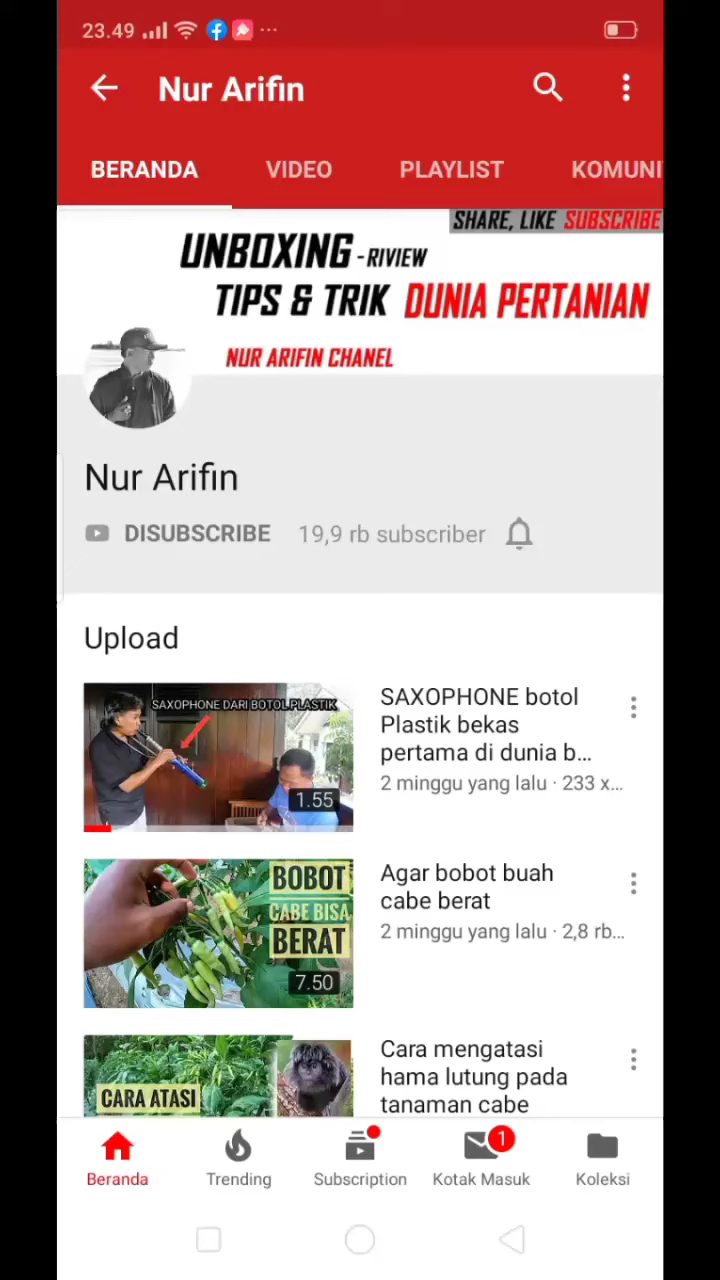 23.49
Nur Arifin
BERANDA VIDEO PLAYLIST KOMUNI
SHARE, LIKE SUBSCRIBE
UNBOXING - RIVIEW
TIPS & TRIK DUNIA PERTANIAN
NUR ARIFIN CHANEL
Nur Arifin
DISUBSCRIBE 19,9 rb subscriber
Upload
SAXOPHONE DARI BOTOL PLASTIK
1.55
SAXOPHONE botol
Plastik bekas
pertama di dunia b...
2 minggu yang lalu · 233 x...
BOBOT
CABE BISA
BERAT
7.50
Agar bobot buah
cabe berat
2 minggu yang lalu · 2,8 rb...
CARA ATASI
Cara mengatasi
hama lutung pada
tanaman cabe
1
Beranda Trending Subscription Kotak Masuk Koleksi